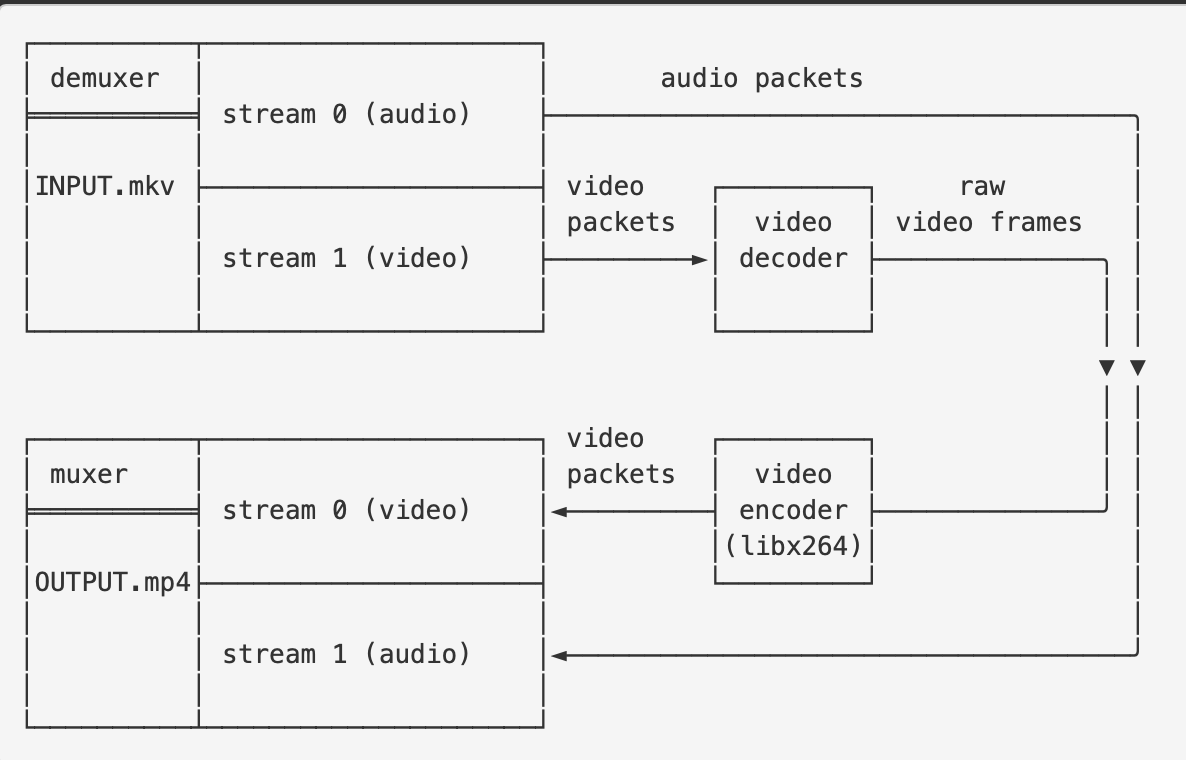 demuxer
audio packets
stream 0 (audio)
INPUT.mkv
video
packets
raw
video frames
video
decoder
stream 1 (video)
muxer
video
packets
video
encoder
(libx264)
stream 0 (video)
OUTPUT.mp4
stream 1 (audio)